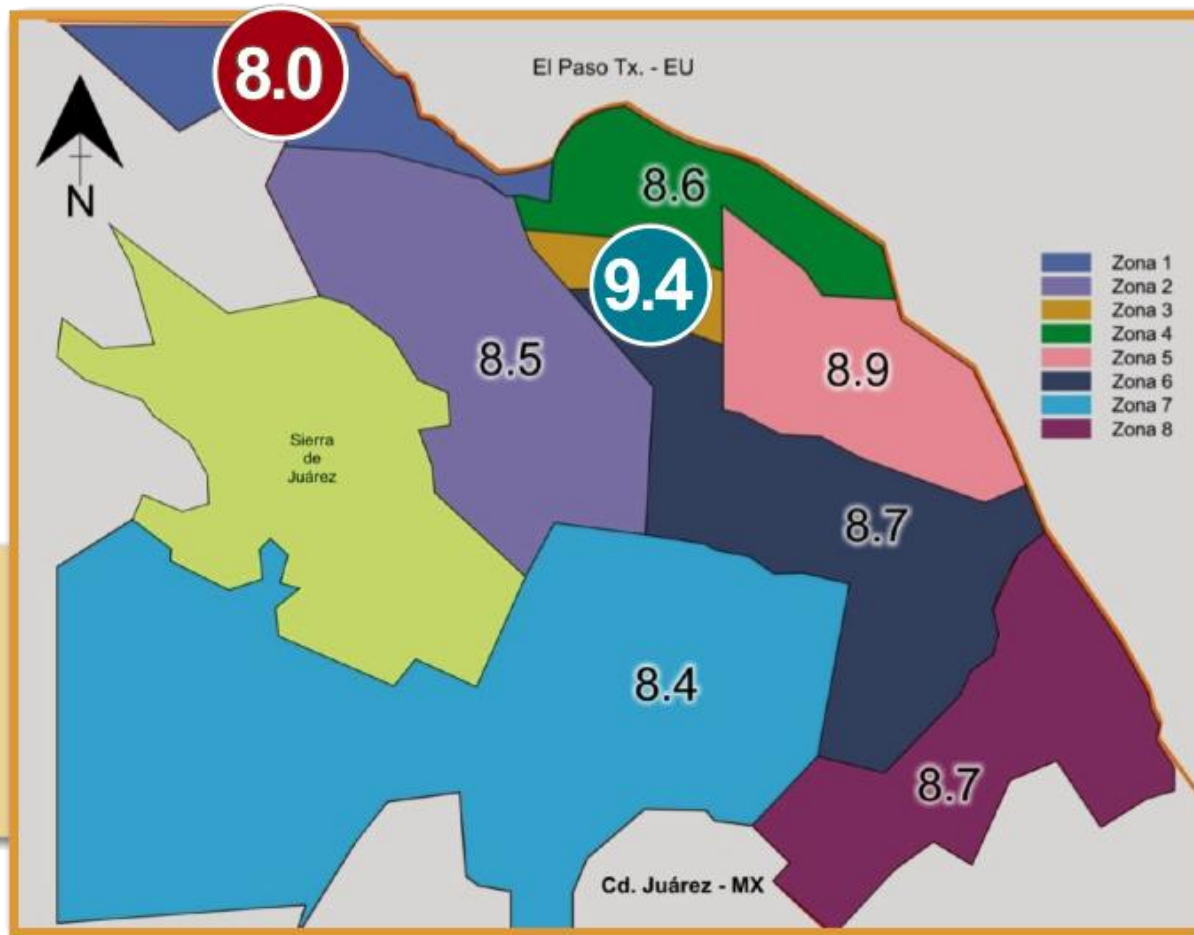 8.0
El Paso Tx. - EU
N
8.6
9.4
Zona 1
Zona 2
Zona 3
Zona 4
Zona 5
Zona 6
Zona 7
Zona 8
8.5
8.9
Sierra
de
Juárez
8.7
8.4
8.7
Cd. Juárez - MX